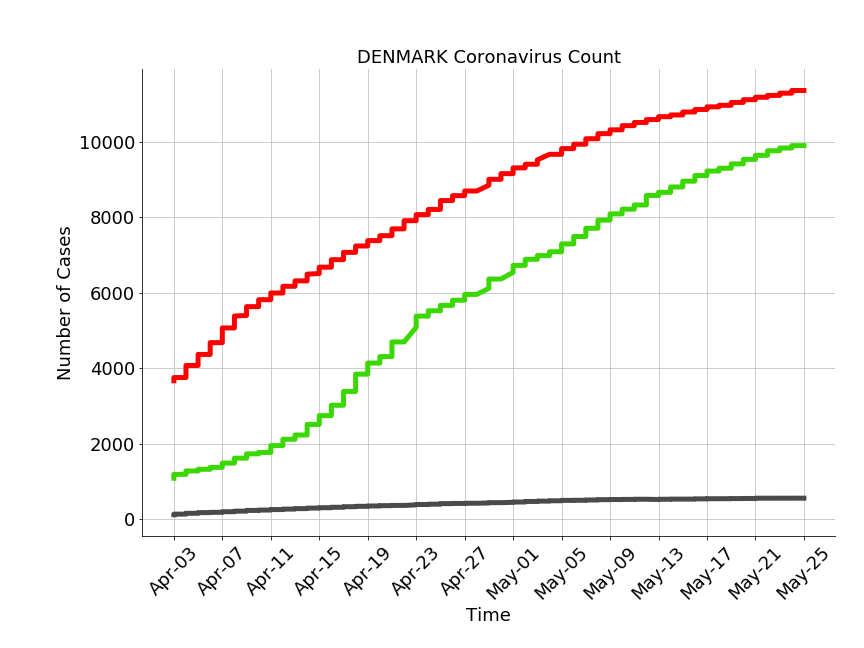 DENMARK Coronavirus Count
Number of Cases
10000
8000
6000
4000
2000
0
Apr-03
Apr-07
Apr-11
Apr-15
Apr-19
Apr-23
Apr-27
May-01
May-05
May-09
May-13
May-17
May-21
May-25
Time